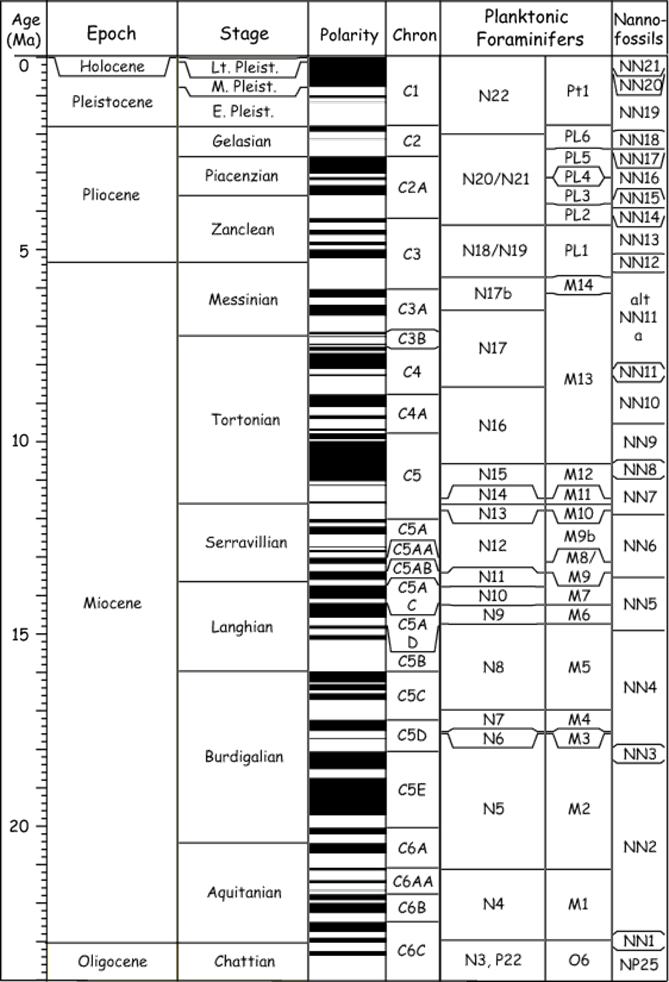 Age
(Ma)
Epoch
Stage
Polarity
Chron
Planktonic
Foraminifers
Nanno-
fossils
0
5
10
15
20
Holocene
Pleistocene
Pliocene
Miocene
Oligocene
Lt. Pleist.
M. Pleist.
E. Pleist.
Gelasian
Piacenzian
Zanclean
Messinian
Tortonian
Serravillian
Langhian
Burdigalian
Aquitanian
Chattian
C1
C2
C2A
C3
C3A
C3B
C4
C4A
C5
C5A
C5AA
C5AB
C5A
C
C5A
D
C5B
C5C
C5D
C5E
C6A
C6AA
C6B
C6C
N22
N20/N21
N18/N19
N17b
N17
N16
N15
N14
N13
N12
N11
N10
N9
N8
N7
N6
N5
N4
N3, P22
Pt1
PL6
PL5
PL4
PL3
PL2
PL1
M14
M13
M12
M11
M10
M9b
M8/
M9
M7
M6
M5
M4
M3
M2
M1
O6
NN21
NN20
NN19
NN18
NN17
NN16
NN15
NN14
NN13
NN12
alt
NN11
a
NN11
NN10
NN9
NN8
NN7
NN6
NN5
NN4
NN3
NN2
NN1
NP25